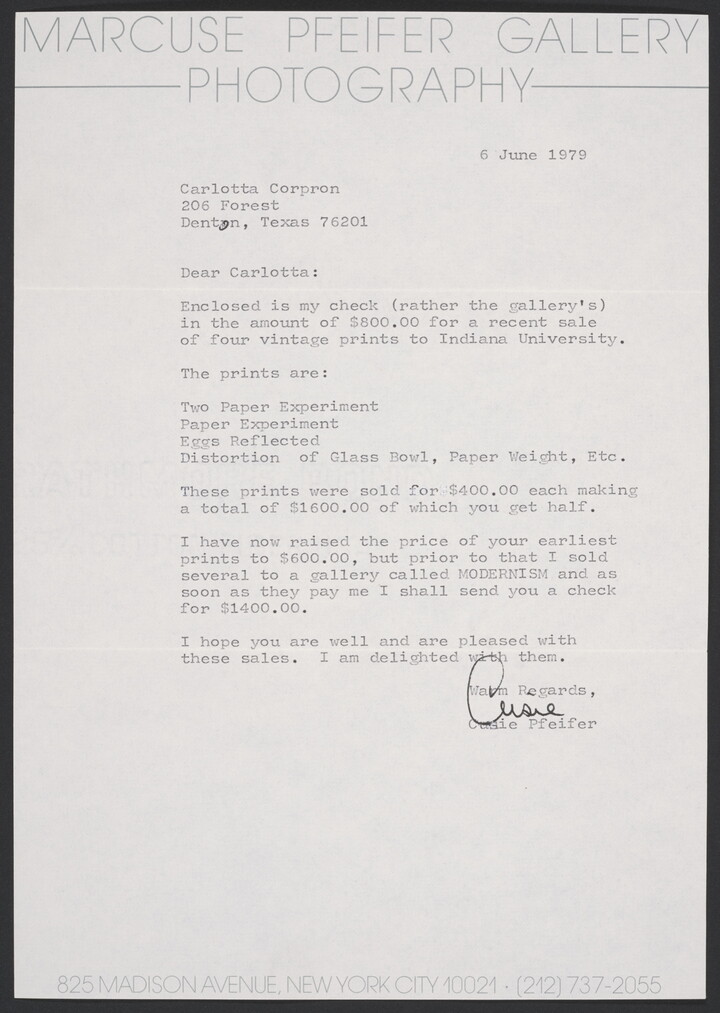 MARCUSE PFEIFER GALLERY
PHOTOGRAPHY
6 June 1979
Carlotta Corpron
206 Forest
Denton, Texas 76201
Dear Carlotta:
Enclosed is my check (rather the gallery's)
in the amount of $800.00 for a recent sale
of four vintage prints to Indiana University.
The prints are:
Two Paper Experiment
Paper Experiment
Eggs Reflected
Distortion of Glass Bowl, Paper Weight, Etc.
These prints were sold for $400.00 each making
a total of $1600.00 of which you get half.
I have now raised the price of your earliest
prints to $600.00, but prior to that I sold
several to a gallery called MODERNISM and as
soon as they pay me I shall send you a check
for $1400.00.
I hope you are well and are pleased with
these sales. I am delighted with them.
Warm Regards,
Cusie
Cusie Pfeifer
825 MADISON AVENUE, NEW YORK CITY 10021 · (212) 737-2055